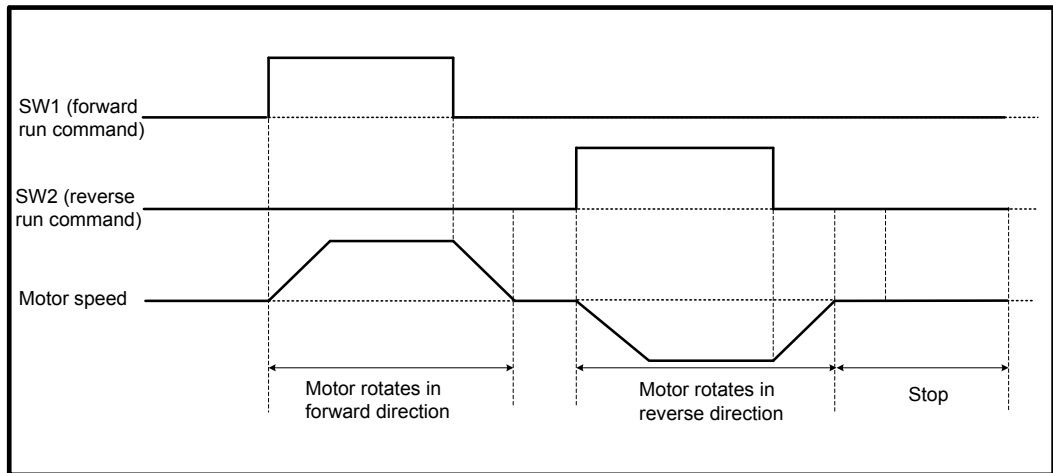 SW1 (forward
run command)
SW2 (reverse
run command)
Motor speed
Motor rotates in
forward direction
Motor rotates in
reverse direction
Stop